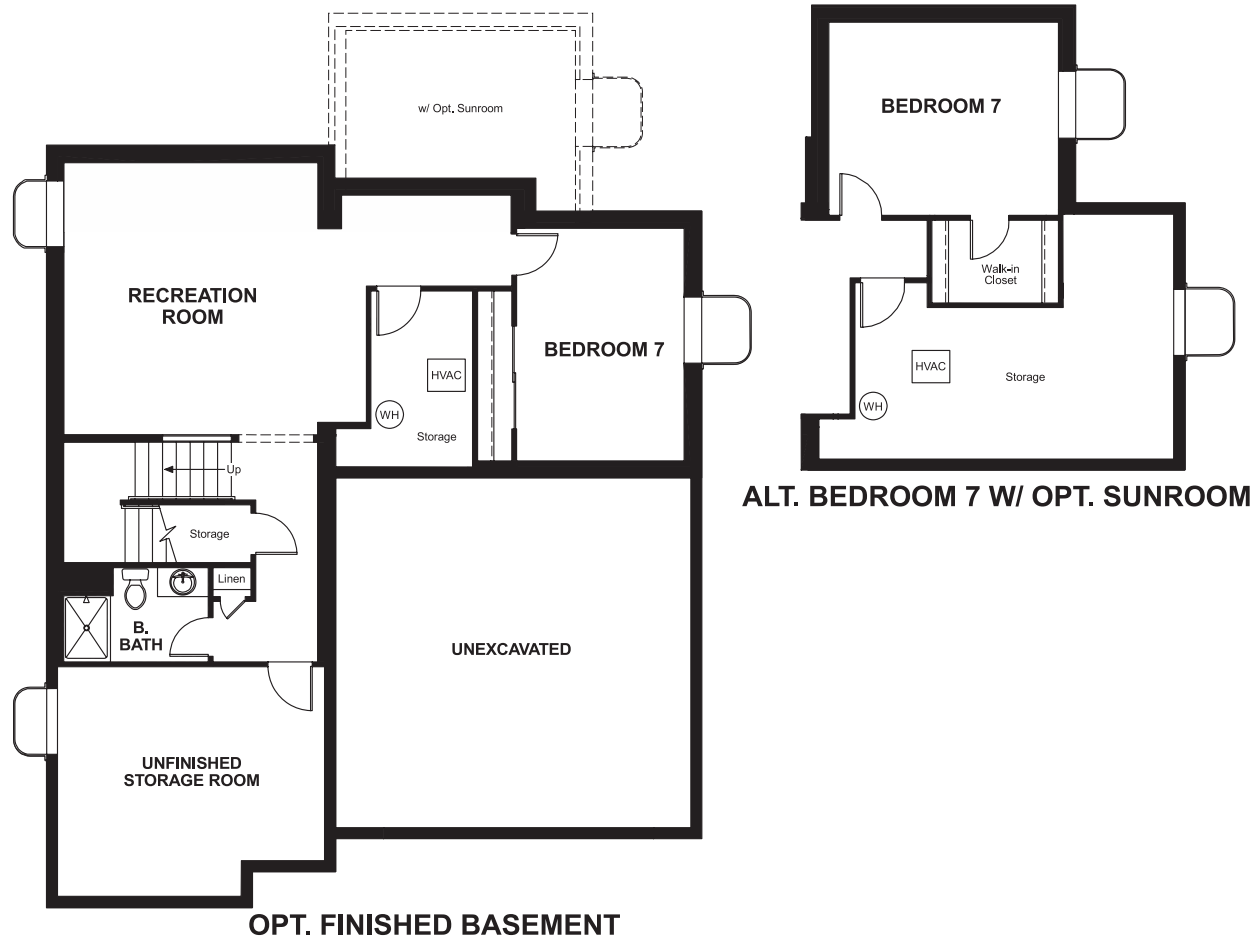 w/ Opt. Sunroom
RECREATION
ROOM
BEDROOM 7
HVAC
WH
Storage
Up
Storage
Linen
B.
BATH
UNEXCAVATED
UNFINISHED
STORAGE ROOM
OPT. FINISHED BASEMENT
BEDROOM 7
Walk-in
Closet
HVAC
Storage
WH
ALT. BEDROOM 7 W/ OPT. SUNROOM